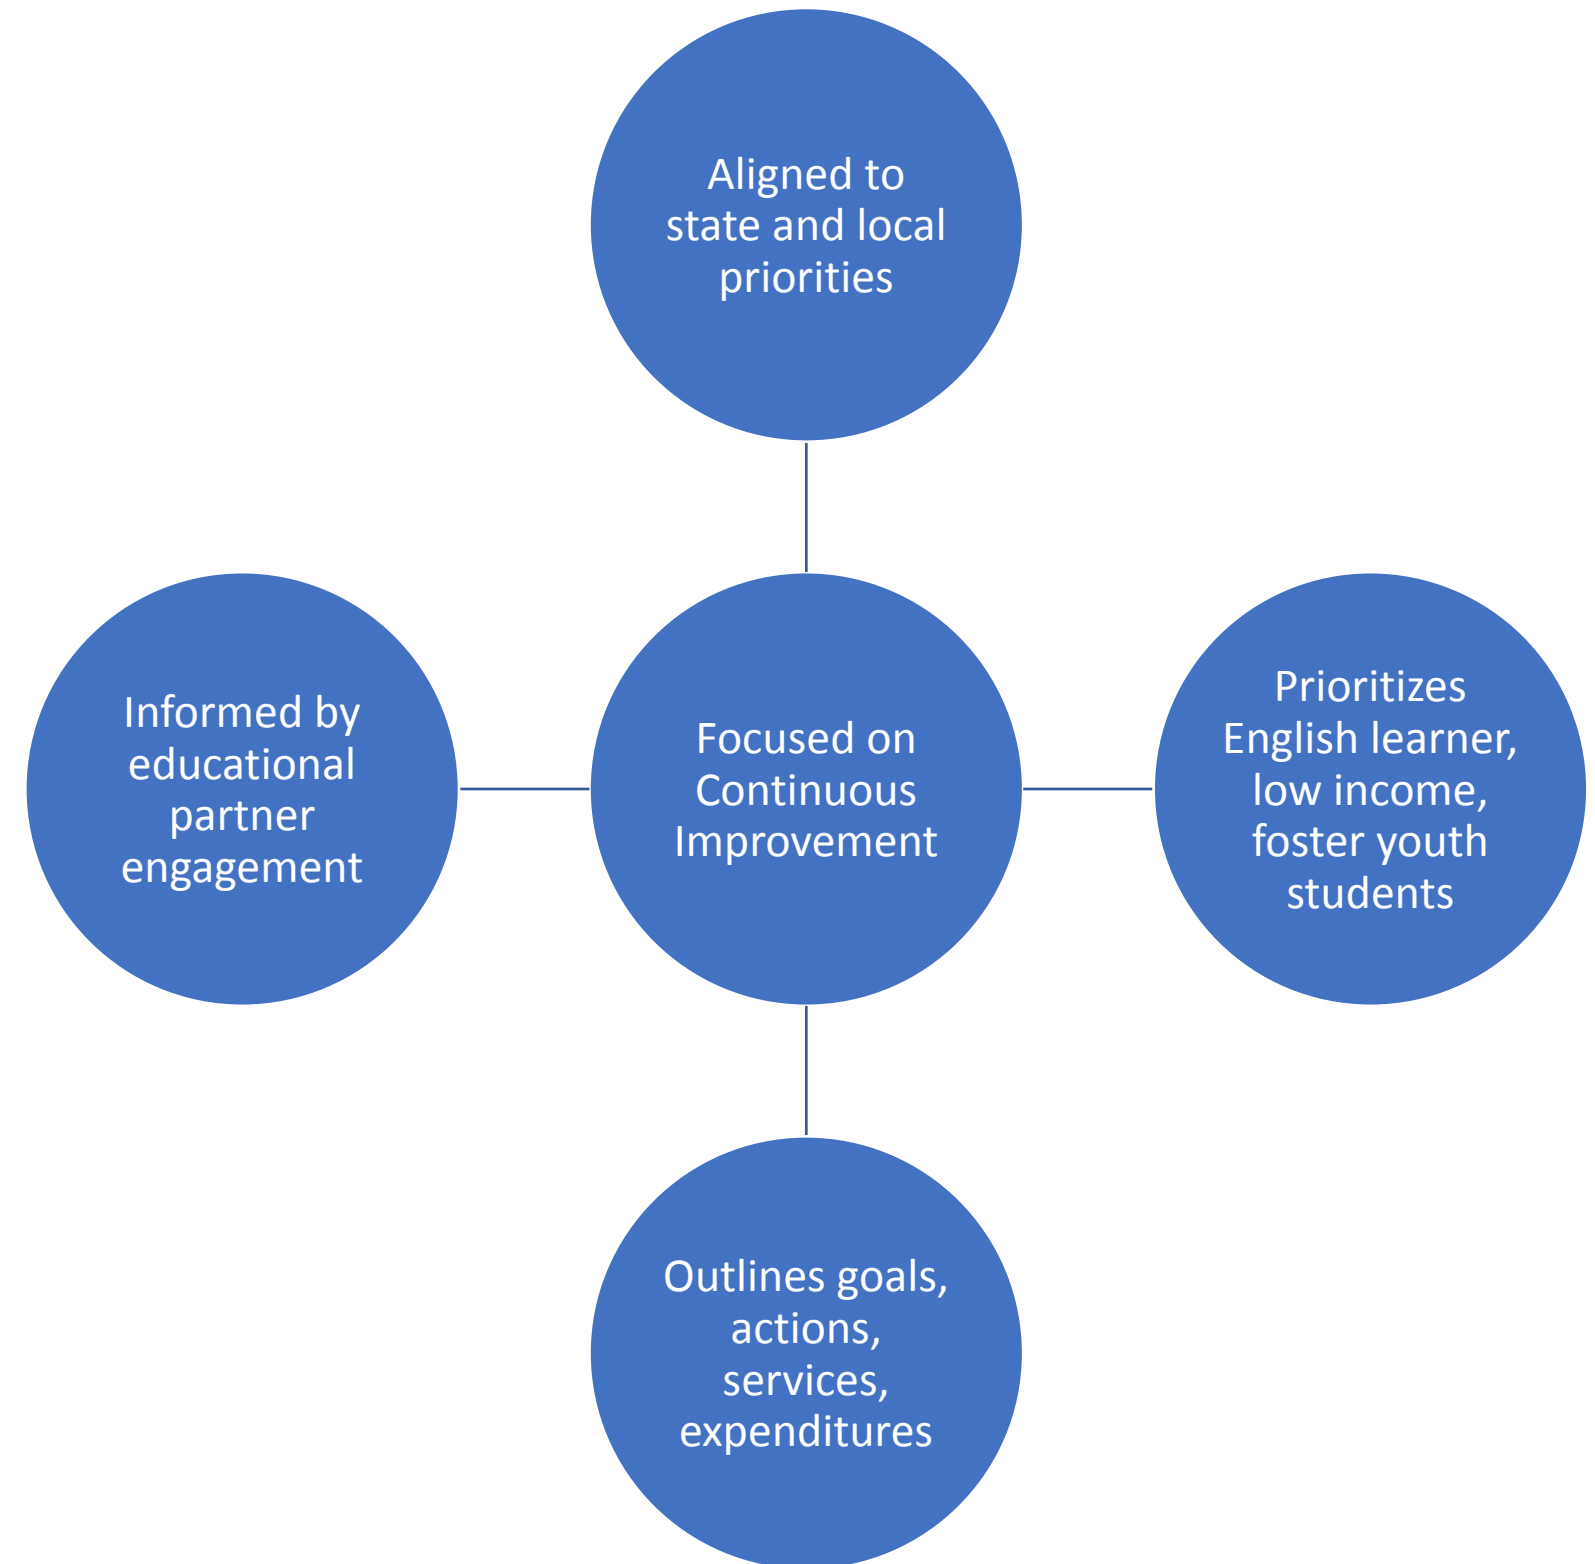 Aligned to
state and local
priorities
Informed by
educational
partner
engagement
Focused on
Continuous
Improvement
Prioritizes
English learner,
low income,
foster youth
students
Outlines goals,
actions,
services,
expenditures